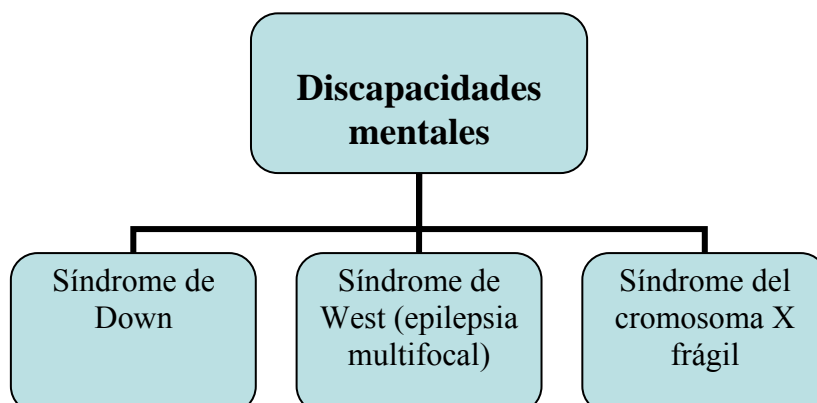 Discapacidades
mentales
Síndrome de
Down
Síndrome de
West (epilepsia
multifocal)
Síndrome del
cromosoma X
frágil